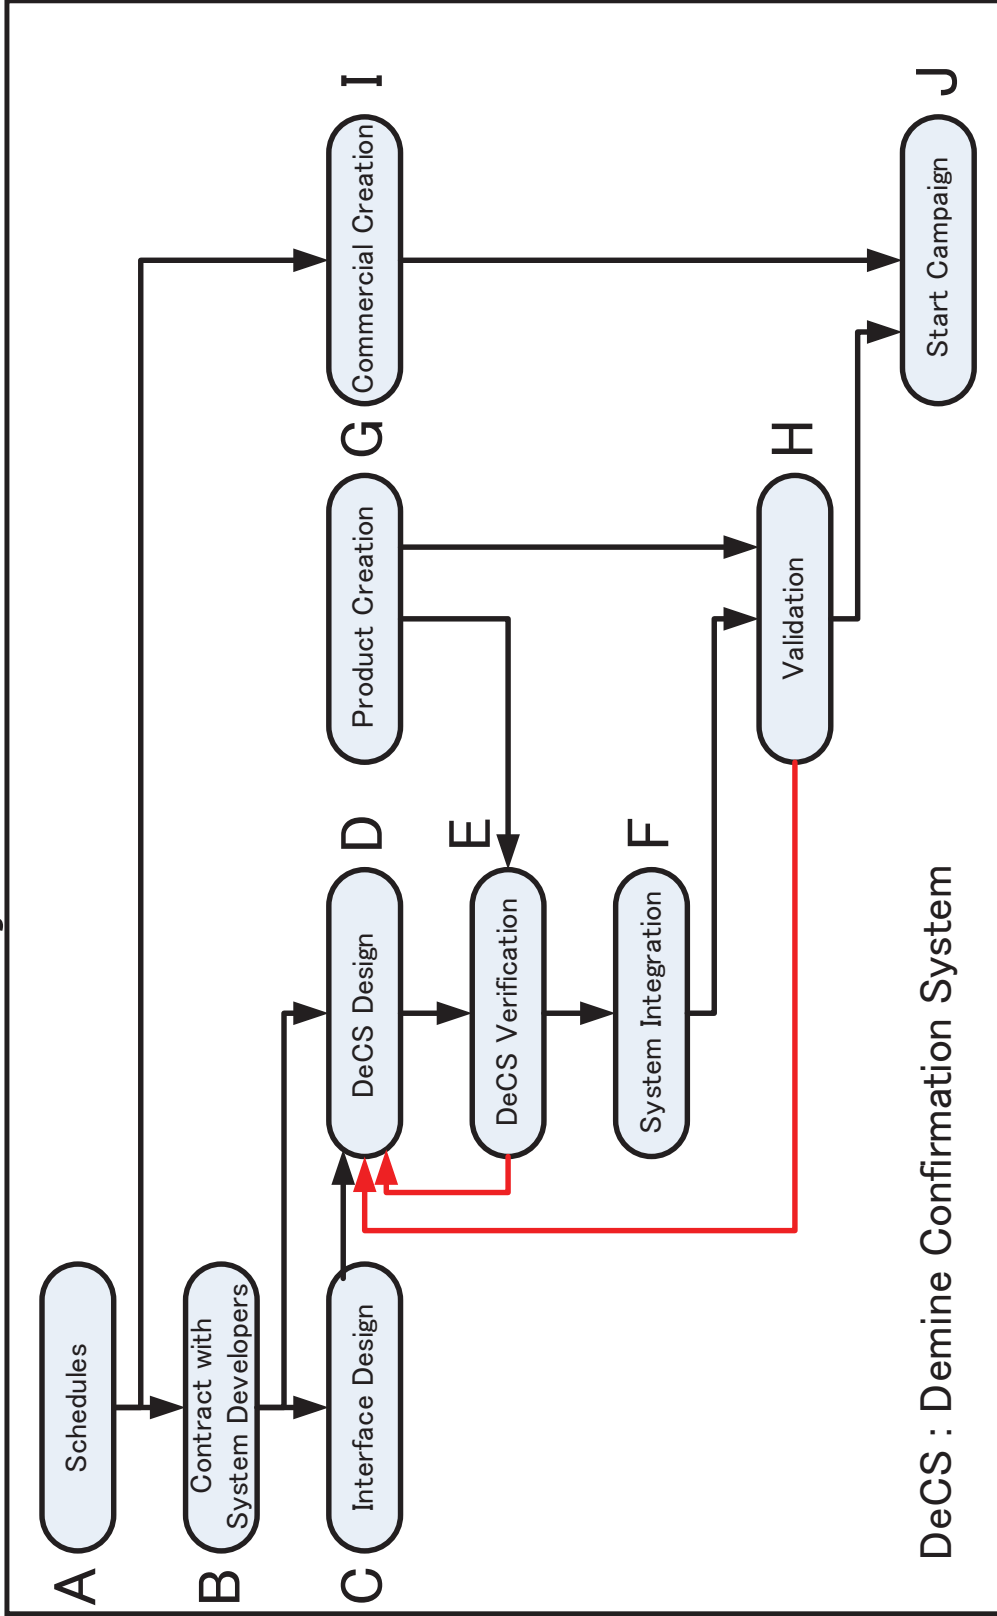 A
Schedules
B
Contract with
System Developers
C
Interface Design
D
DeCS Design
E
DeCS Verification
F
System Integration
G
Product Creation
H
Validation
I
Commercial Creation
J
Start Campaign
DeCS : Demine Confirmation System